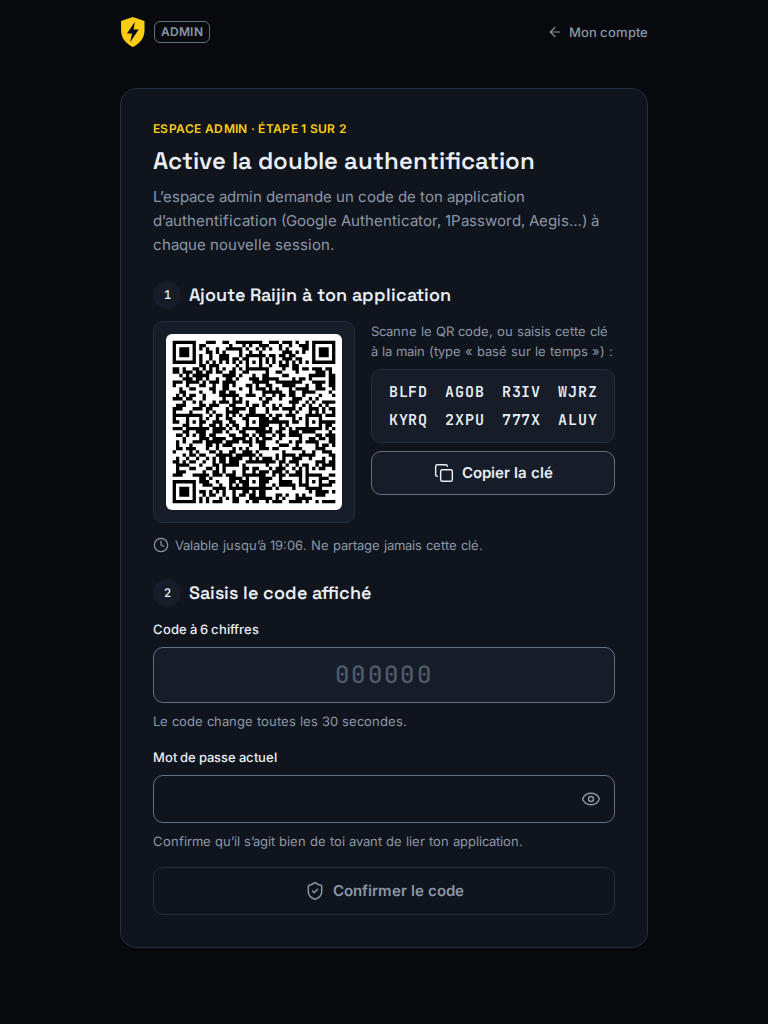 ADMIN
Mon compte
ESPACE ADMIN · ÉTAPE 1 SUR 2
Active la double authentification
L’espace admin demande un code de ton application
d’authentification (Google Authenticator, 1Password, Aegis…) à
chaque nouvelle session.
1 Ajoute Raijin à ton application
Scanne le QR code, ou saisis cette clé
à la main (type « basé sur le temps ») :
BLFD AGOB R3IV WJRZ
KYRQ 2XPU 777X ALUY
Copier la clé
Valable jusqu’à 19:06. Ne partage jamais cette clé.
2 Saisis le code affiché
Code à 6 chiffres
000000
Le code change toutes les 30 secondes.
Mot de passe actuel
Confirme qu’il s’agit bien de toi avant de lier ton application.
Confirmer le code